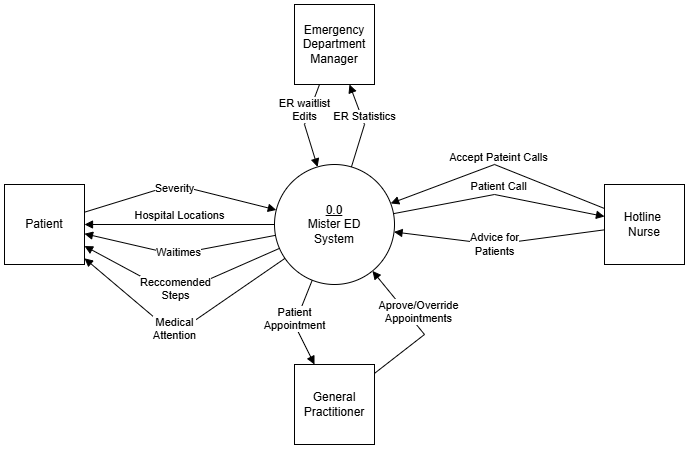 Emergency
Department
Manager
ER waitlist
Edits
ER Statistics
Accept Pateint Calls
Patient Call
Severity
Hospital Locations
Patient
0.0
Mister ED
System
Hotline
Nurse
Advice for
Patients
Waitimes
Reccomended
Steps
Medical
Attention
Patient
Appointment
Aprove/Override
Appointments
General
Practitioner